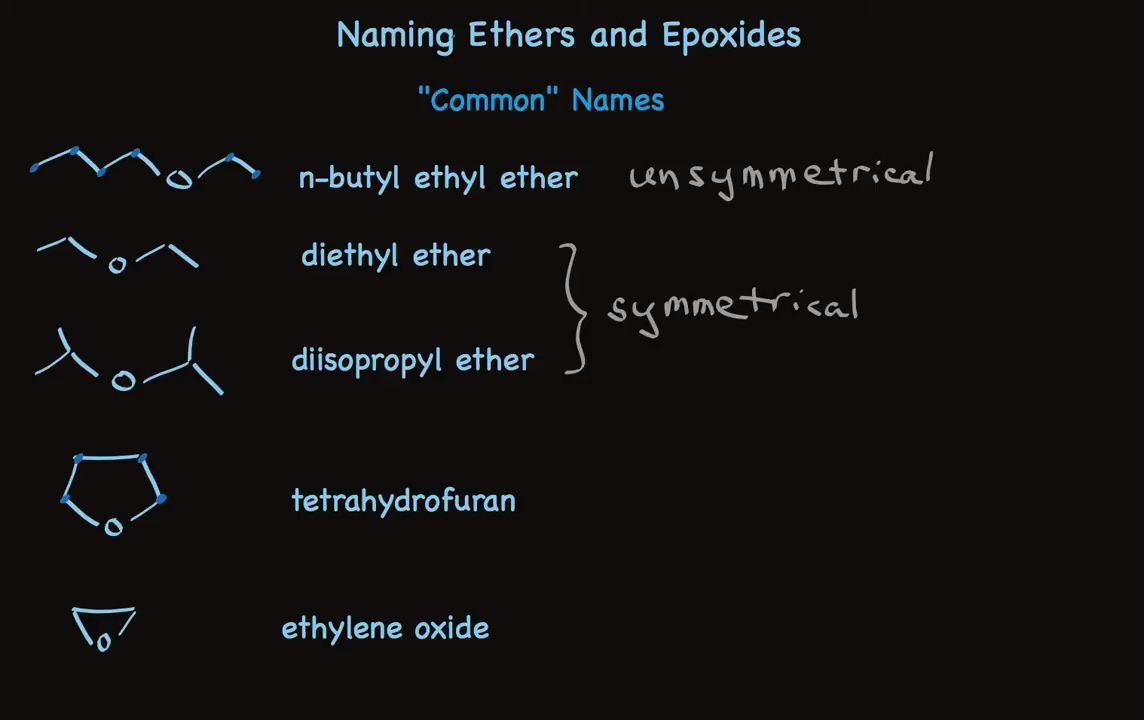 Naming Ethers and Epoxides
"Common" Names
O n-butyl ethyl ether unsymmetrical
O diethyl ether
symmetrical
O diisopropyl ether
O tetrahydrofuran
O ethylene oxide